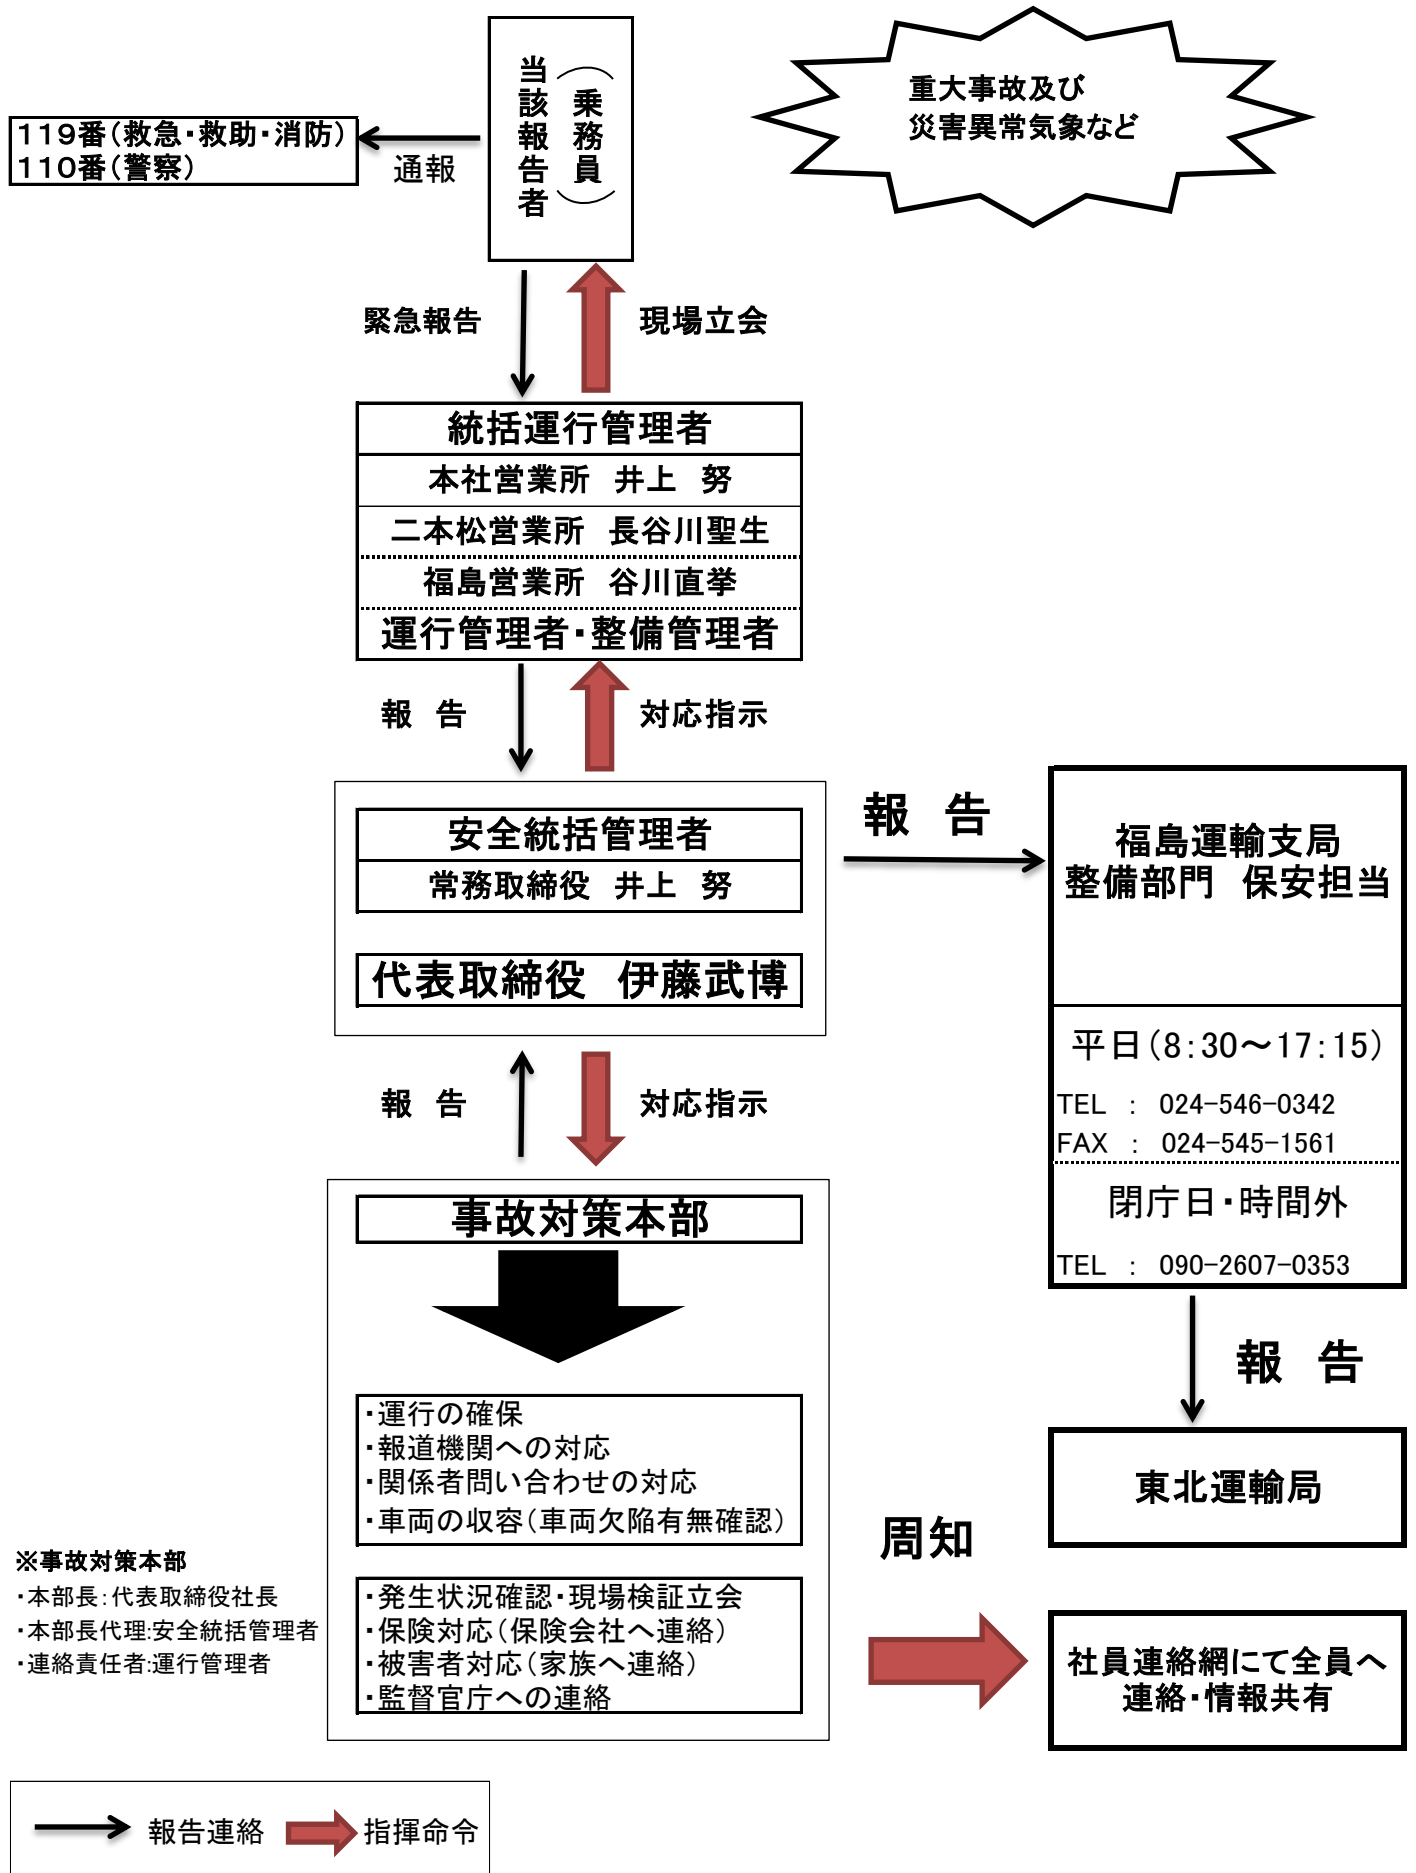 重大事故及び
災害異常気象など
当該報告者
（乗務員）
119番(救急・救助・消防)
110番(警察)
通報
緊急報告
現場立会
統括運行管理者
本社営業所　井上　努
二本松営業所　長谷川聖生
福島営業所　谷川直挙
運行管理者・整備管理者
報　告
対応指示
安全統括管理者
常務取締役　井上　努
代表取締役　伊藤武博
報　告
福島運輸支局
整備部門　保安担当
平日(8:30～17:15)
TEL　:　024-546-0342
FAX　:　024-545-1561
閉庁日・時間外
TEL　:　090-2607-0353
報　告
対応指示
事故対策本部
報　告
東北運輸局
・運行の確保
・報道機関への対応
・関係者問い合わせの対応
・車両の収容(車両欠陥有無確認)
・発生状況確認・現場検証立会
・保険対応(保険会社へ連絡)
・被害者対応(家族へ連絡)
・監督官庁への連絡
周知
社員連絡網にて全員へ
連絡・情報共有
※事故対策本部
・本部長:代表取締役社長
・本部長代理:安全統括管理者
・連絡責任者:運行管理者
報告連絡
指揮命令